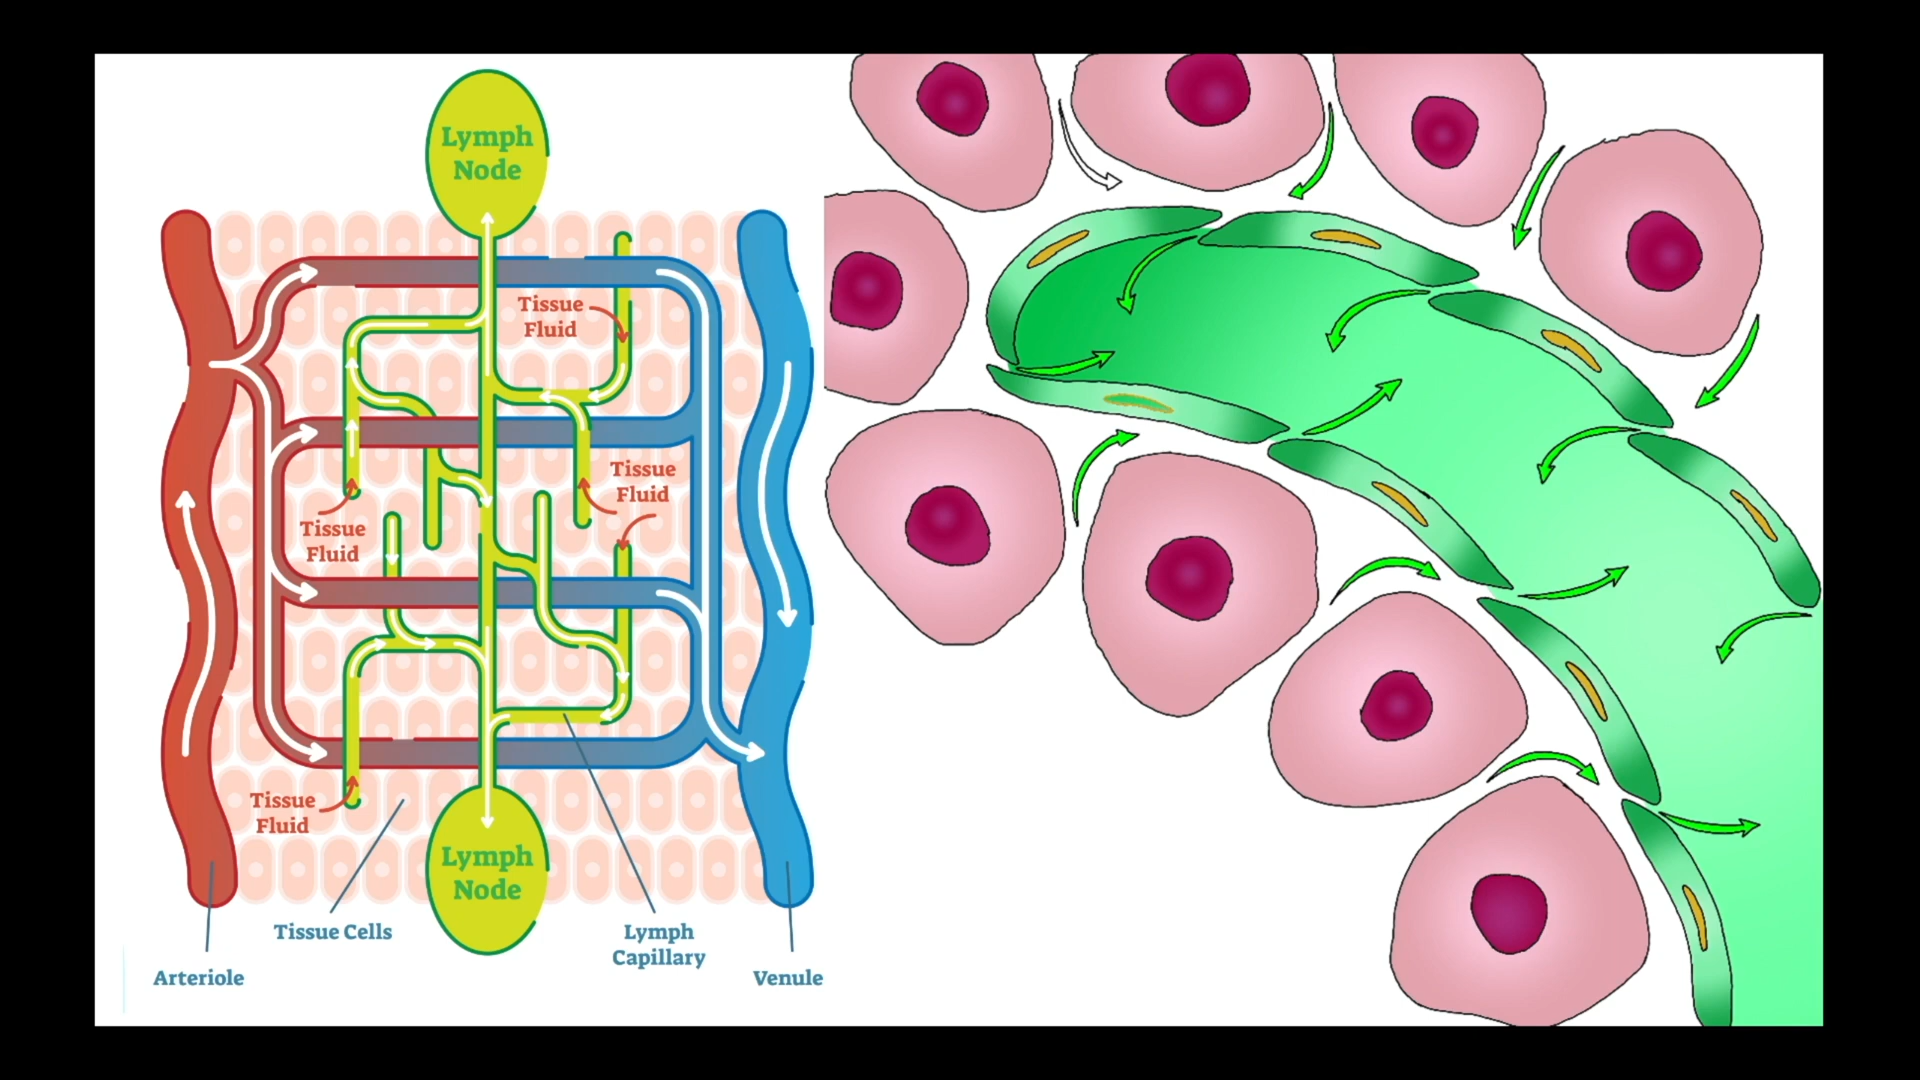 Lymph
Node
Tissue
Fluid
Tissue
Fluid
Tissue
Fluid
Tissue
Fluid
Lymph
Node
Tissue Cells
Lymph
Capillary
Arteriole
Venule